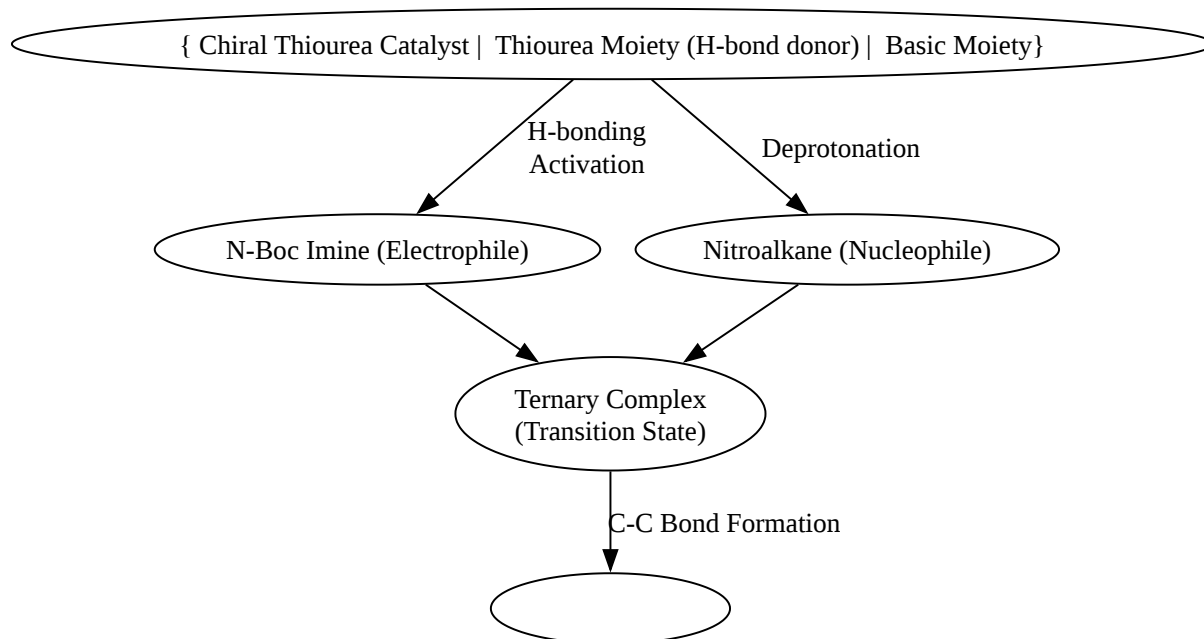 { Chiral Thiourea Catalyst | Thiourea Moiety (H-bond donor) | Basic Moiety}
H-bonding
Activation
Deprotonation
N-Boc Imine (Electrophile)
Nitroalkane (Nucleophile)
Ternary Complex
(Transition State)
C-C Bond Formation